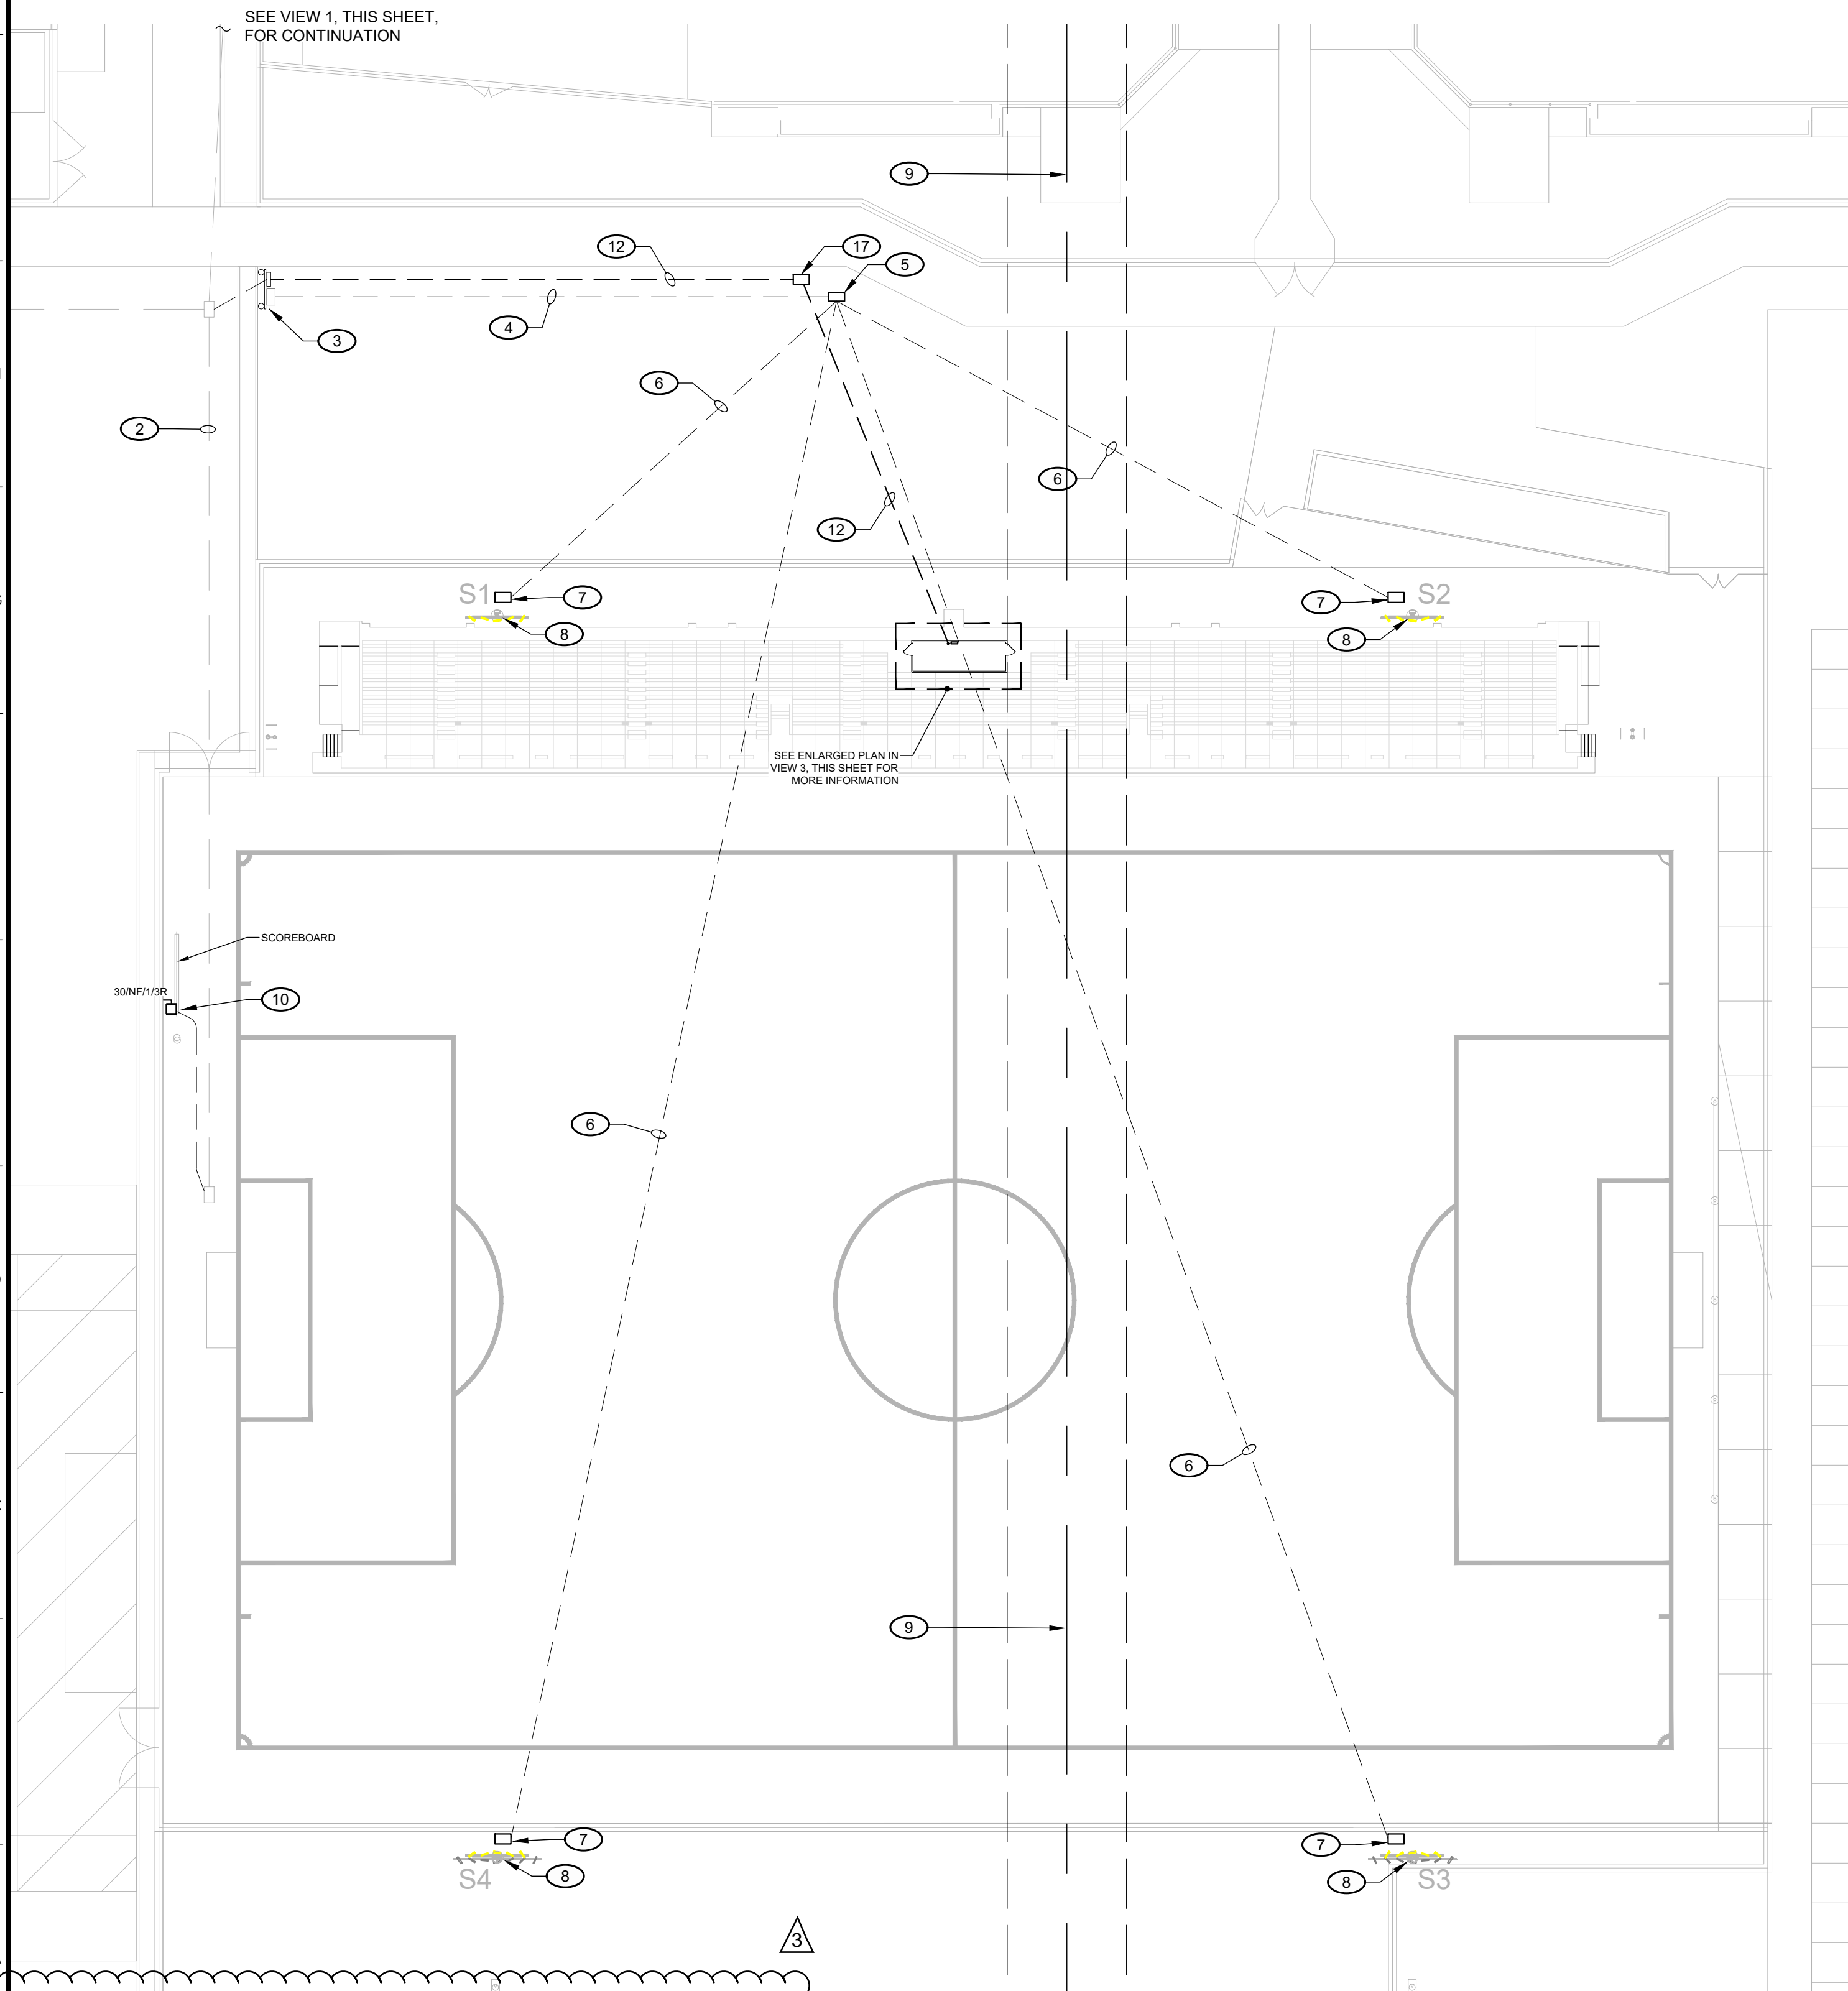 SEE VIEW 1, THIS SHEET,
FOR CONTINUATION
9
12
17
5
3
4
6
2
6
12
S1
7
8
7
S2
8
SEE ENLARGED PLAN IN
VIEW 3, THIS SHEET FOR
MORE INFORMATION
SCOREBOARD
30/NF/1/3R
10
6
6
9
7
8
S4
7
8
S3
3